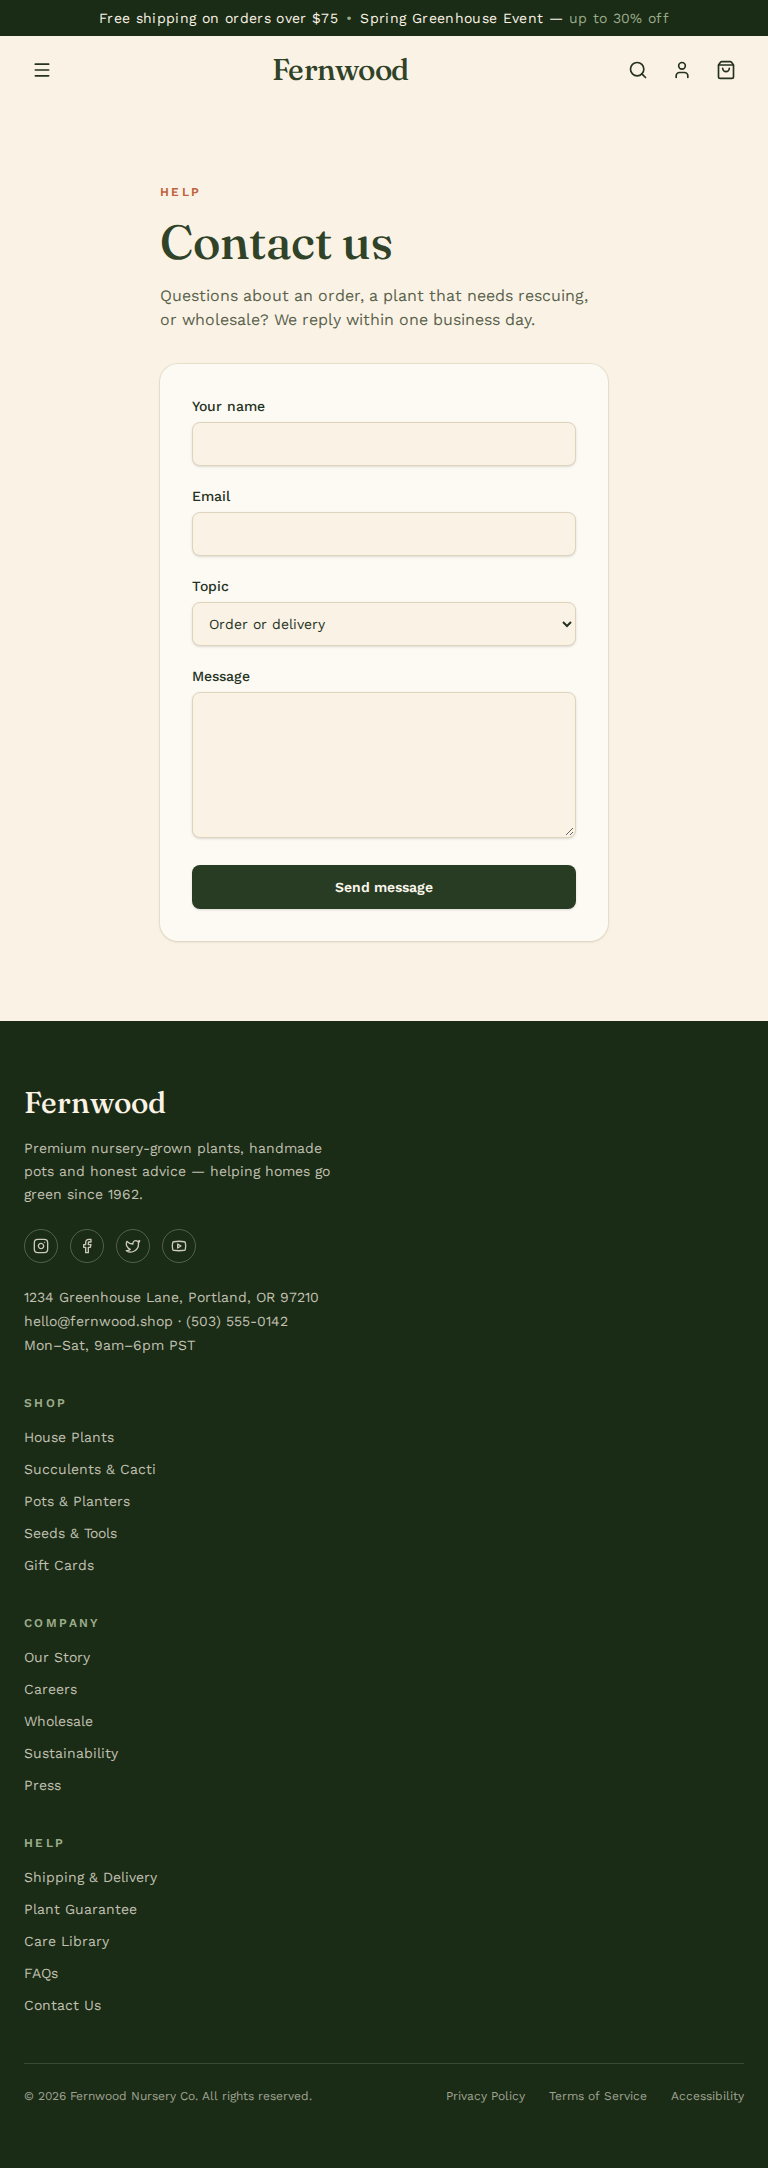 Free shipping on orders over $75 • Spring Greenhouse Event — up to 30% off
Fernwood
HELP
Contact us
Questions about an order, a plant that needs rescuing,
or wholesale? We reply within one business day.
Your name
Email
Topic
Order or delivery
Message
Send message
Fernwood
Premium nursery-grown plants, handmade
pots and honest advice — helping homes go
green since 1962.
1234 Greenhouse Lane, Portland, OR 97210
hello@fernwood.shop · (503) 555-0142
Mon–Sat, 9am–6pm PST
SHOP
House Plants
Succulents & Cacti
Pots & Planters
Seeds & Tools
Gift Cards
COMPANY
Our Story
Careers
Wholesale
Sustainability
Press
HELP
Shipping & Delivery
Plant Guarantee
Care Library
FAQs
Contact Us
© 2026 Fernwood Nursery Co. All rights reserved.
Privacy Policy
Terms of Service
Accessibility